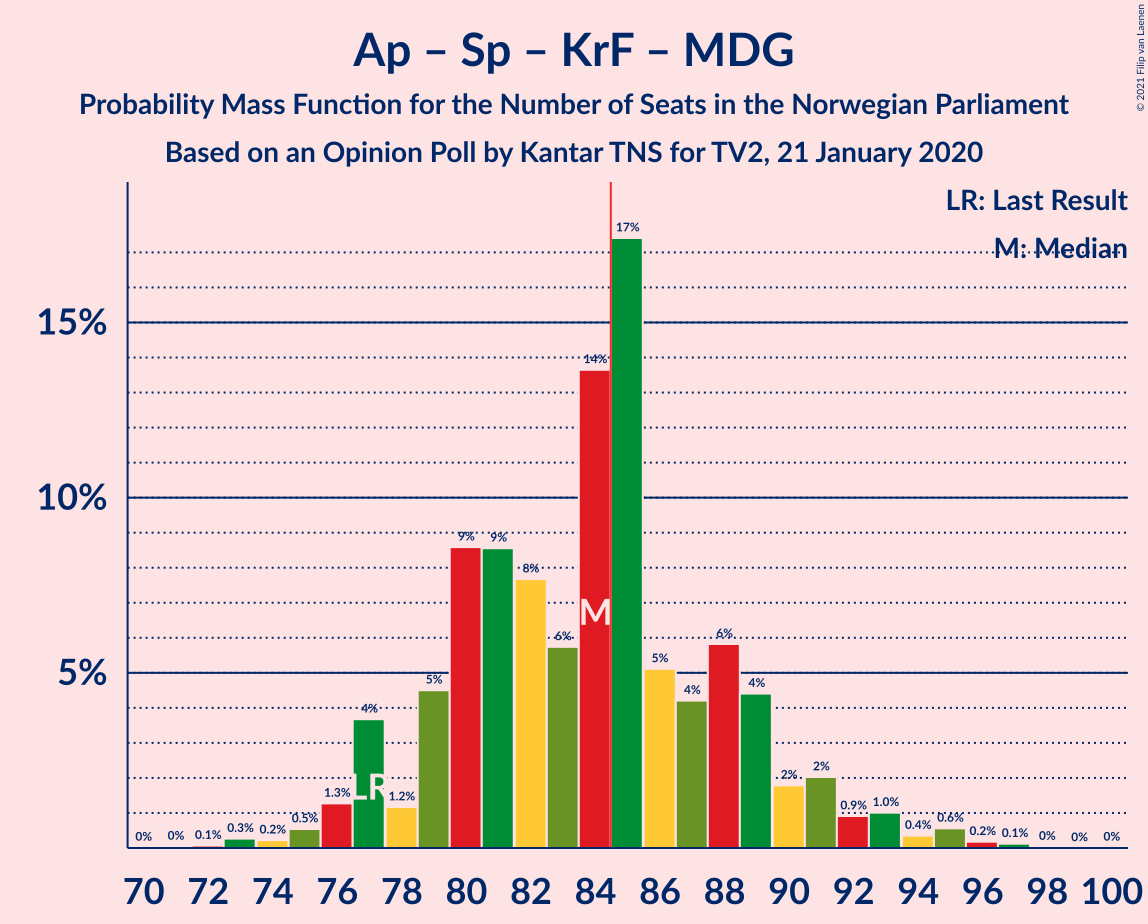 Ap – Sp – KrF – MDG
Probability Mass Function for the Number of Seats in the Norwegian Parliament
Based on an Opinion Poll by Kantar TNS for TV2, 21 January 2020
© 2021 Filip van Laenen
LR: Last Result
M: Median
15%
10%
5%
0% 0% 0.1% 0.3% 0.2% 0.5% 1.3% 4% 1.2% 5% 9% 9% 8% 6% 14% 17% 5% 4% 6% 4% 2% 2% 0.9% 1.0% 0.4% 0.6% 0.2% 0.1% 0% 0% 0%
LR
M
70 72 74 76 78 80 82 84 86 88 90 92 94 96 98 100